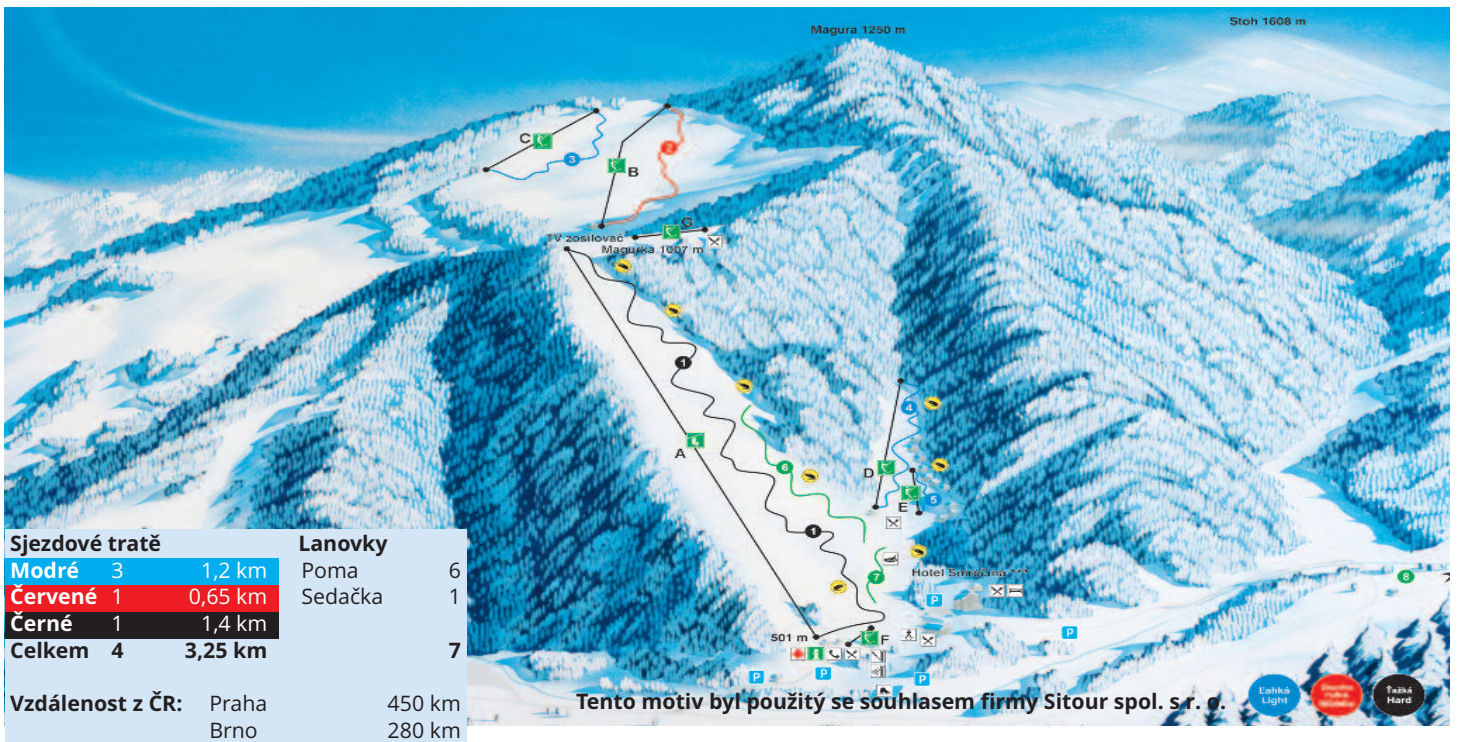 Stoh 1608 m
Magura 1250 m
C
3
2
B
G
TV zosilovač
Magurka 1007 m
1
4
A
6
D
E
5
1
7
Hotel Smrečina ***
8
P
P
501 m
F
P
P
P
Sjezdové tratě Lanovky
Modré 3 1,2 km Poma 6
Červené 1 0,65 km Sedačka 1
Černé 1 1,4 km
Celkem 4 3,25 km 7
Vzdálenost z ČR: Praha 450 km
Brno 280 km
Tento motiv byl použitý se souhlasem firmy Sitour spol. s r. o.
Ľahká
Light
Ťažká
Hard